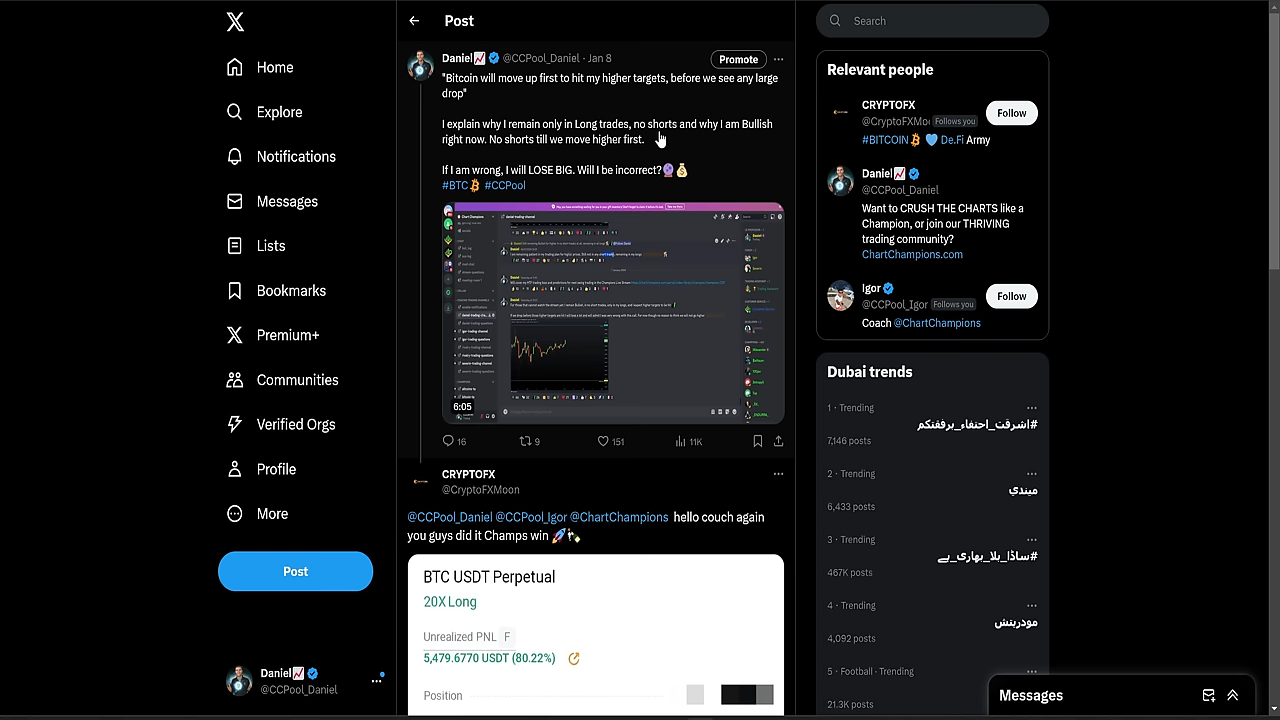 Home
Explore
Notifications
Messages
Lists
Bookmarks
Premium+
Communities
Verified Orgs
Profile
More
Post
Daniel📈
@CCPool_Daniel
Post
Daniel📈 @CCPool_Daniel · Jan 8
Promote
"Bitcoin will move up first to hit my higher targets, before we see any large
drop"
I explain why I remain only in Long trades, no shorts and why I am Bullish
right now. No shorts till we move higher first.
If I am wrong, I will LOSE BIG. Will I be incorrect?🔮💰
#BTC #CCPool
6:05
16
9
151
11K
CRYPTOFX
@CryptoFXMoon
@CCPool_Daniel @CCPool_Igor @ChartChampions hello couch again
you guys did it Champs win 🚀🍾
BTC USDT Perpetual
20X Long
Unrealized PNL F
5,479.6770 USDT (80.22%)
Position
Search
Relevant people
CRYPTOFX
@CryptoFXMo Follows you
Follow
#BITCOIN 🩵 De.Fi Army
Daniel📈
@CCPool_Daniel
Want to CRUSH THE CHARTS like a
Champion, or join our THRIVING
trading community?
ChartChampions.com
Igor
@CCPool_Igor Follows you
Follow
Coach @ChartChampions
Dubai trends
1 · Trending
#اشرقت_احتفاء_برفقتكم
7,146 posts
2 · Trending
ميندي
6,433 posts
3 · Trending
#ساڈا_بلا_بھاری_ہے
467K posts
4 · Trending
مودريتش
4,092 posts
5 · Football · Trending
21.3K posts
Messages